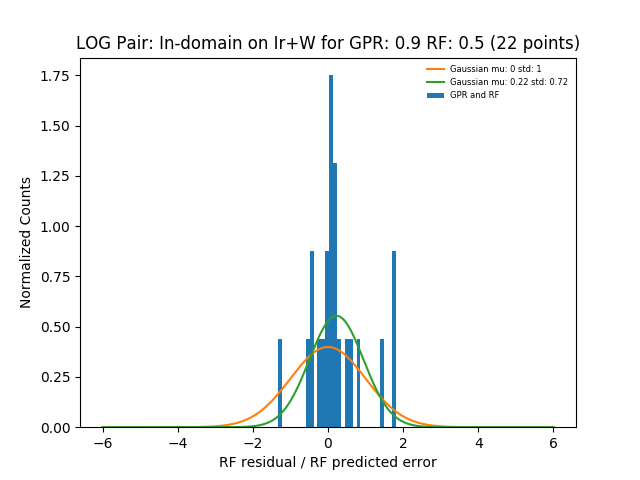 LOG Pair: In-domain on Ir+W for GPR: 0.9 RF: 0.5 (22 points)
Gaussian mu: 0 std: 1
Gaussian mu: 0.22 std: 0.72
GPR and RF
Normalized Counts
1.75
1.50
1.25
1.00
0.75
0.50
0.25
0.00
−6 −4 −2 0 2 4 6
RF residual / RF predicted error